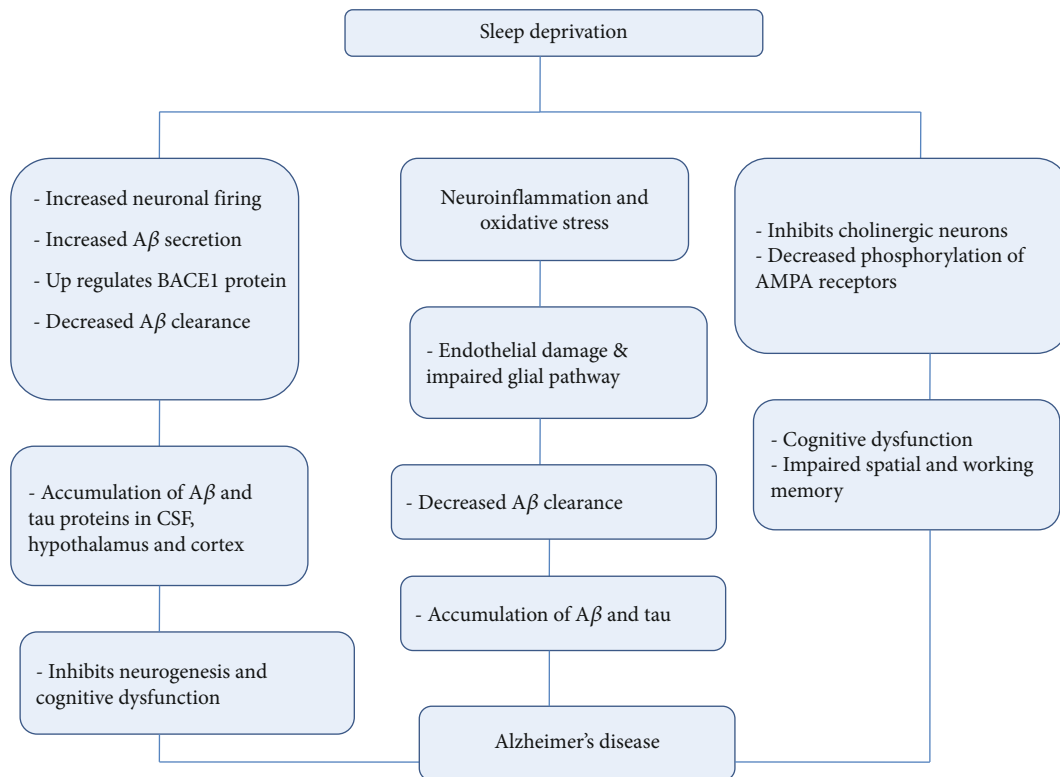 Sleep deprivation
- Increased neuronal firing
- Increased Aβ secretion
- Up regulates BACE1 protein
- Decreased Aβ clearance
- Accumulation of Aβ and
tau proteins in CSF,
hypothalamus and cortex
- Inhibits neurogenesis and
cognitive dysfunction
Neuroinflammation and
oxidative stress
- Endothelial damage &
impaired glial pathway
- Decreased Aβ clearance
- Accumulation of Aβ and tau
- Inhibits cholinergic neurons
- Decreased phosphorylation of
AMPA receptors
- Cognitive dysfunction
- Impaired spatial and working
memory
Alzheimer’s disease